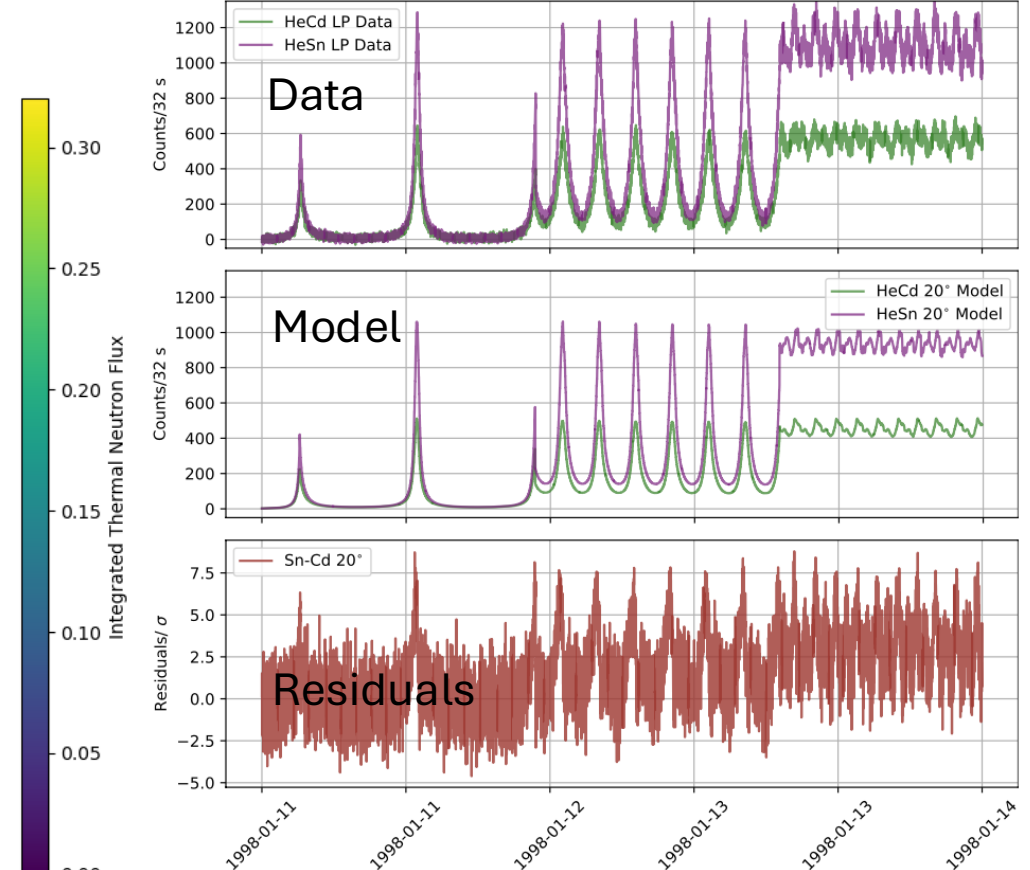 0.30
0.25
0.20
0.15
0.10
0.05
Integrated Thermal Neutron Flux
HeCd LP Data
HeSn LP Data
Data
Counts/32 s
1200
1000
800
600
400
200
0
HeCd 20° Model
HeSn 20° Model
Model
Counts/32 s
1200
1000
800
600
400
200
0
Sn-Cd 20°
Residuals
Residuals/ σ
7.5
5.0
2.5
0.0
−2.5
−5.0
1998-01-11
1998-01-11
1998-01-12
1998-01-13
1998-01-13
1998-01-14